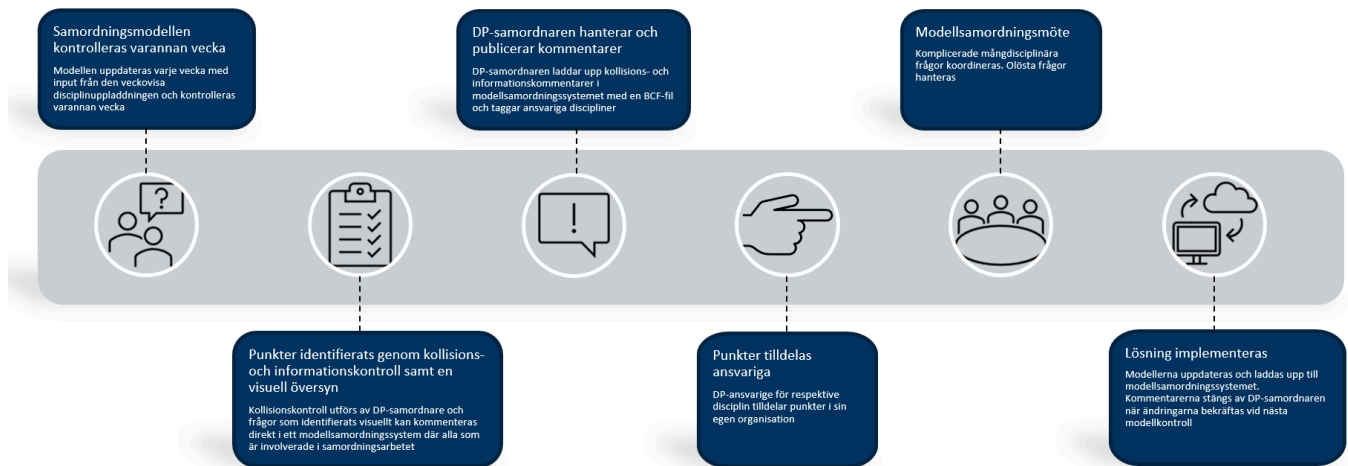 Samordningsmodellen
kontrolleras varannan vecka
Modellen uppdateras varje vecka med
input från den veckovisa
disciplinuppladdningen och kontrolleras
varannan vecka
Punkter identifierats genom kollisions-
och informationskontroll samt en
visuell översyn
Kollisionskontroll utförs av DP-samordnare och
frågor som identifierats visuellt kan kommenteras
direkt i ett modellsamordningssystem där alla som
är involverade i samordningsarbetet
DP-samordnaren hanterar och
publicerar kommentarer
DP-samordnaren laddar upp kollisions- och
informationskommentarer i
modellsamordningssystemet med en BCF-fil
och taggar ansvariga discipliner
Punkter tilldelas
ansvariga
DP-ansvarige för respektive
disciplin tilldelar punkter i sin
egen organisation
Modellsamordningsmöte
Komplicerade mångdisciplinära
frågor koordineras. Olösta frågor
hanteras
Lösning implementeras
Modellerna uppdateras och laddas upp till
modellsamordningssystemet.
Kommentarerna stängs av DP-samordnaren
när ändringarna bekräftas vid nästa
modellkontroll